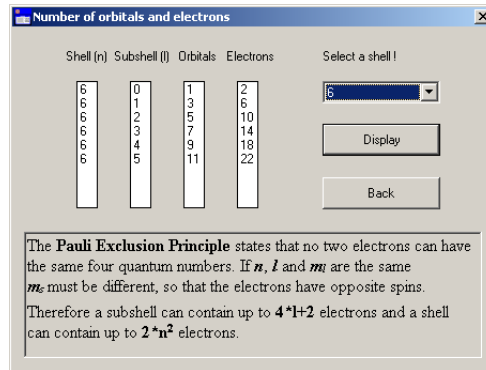 Number of orbitals and electrons
Shell (n) Subshell (l) Orbitals Electrons Select a shell !
6 0 1 2 6
6 1 3 6
6 2 5 10
6 3 7 14
6 4 9 18
6 5 11 22
Display
Back
The Pauli Exclusion Principle states that no two electrons can have
the same four quantum numbers. If n, l and ml are the same
ms must be different, so that the electrons have opposite spins.
Therefore a subshell can contain up to 4*l+2 electrons and a shell
can contain up to 2*n² electrons.